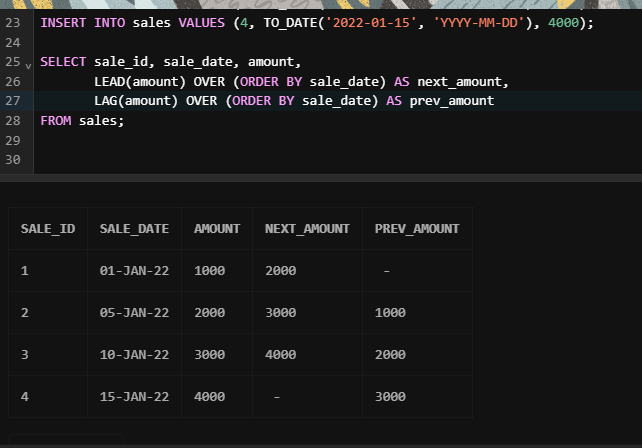 23 INSERT INTO sales VALUES (4, TO_DATE('2022-01-15', 'YYYY-MM-DD'), 4000);
24
25 SELECT sale_id, sale_date, amount,
26 LEAD(amount) OVER (ORDER BY sale_date) AS next_amount,
27 LAG(amount) OVER (ORDER BY sale_date) AS prev_amount
28 FROM sales;
29
30
SALE_ID SALE_DATE AMOUNT NEXT_AMOUNT PREV_AMOUNT
1 01-JAN-22 1000 2000 -
2 05-JAN-22 2000 3000 1000
3 10-JAN-22 3000 4000 2000
4 15-JAN-22 4000 - 3000